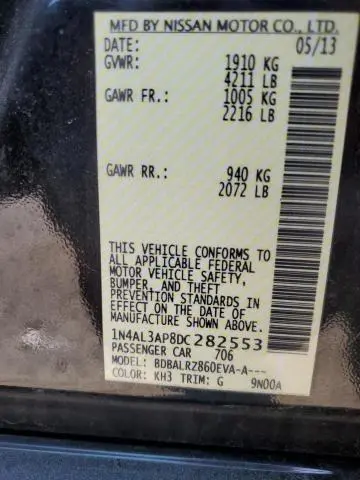 MFD BY NISSAN MOTOR CO., LTD.
DATE: 05/13
GVWR: 1910 KG
4211 LB
GAWR FR.: 1005 KG
2216 LB
GAWR RR.: 940 KG
2072 LB
THIS VEHICLE CONFORMS TO
ALL APPLICABLE FEDERAL
MOTOR VEHICLE SAFETY,
BUMPER, AND THEFT
PREVENTION STANDARDS IN
EFFECT ON THE DATE OF
MANUFACTURE SHOWN ABOVE.
1N4AL3AP8DC282553
PASSENGER CAR 706
MODEL: BDBALRZ860EVA-A---
COLOR: KH3 TRIM: G 9N00A